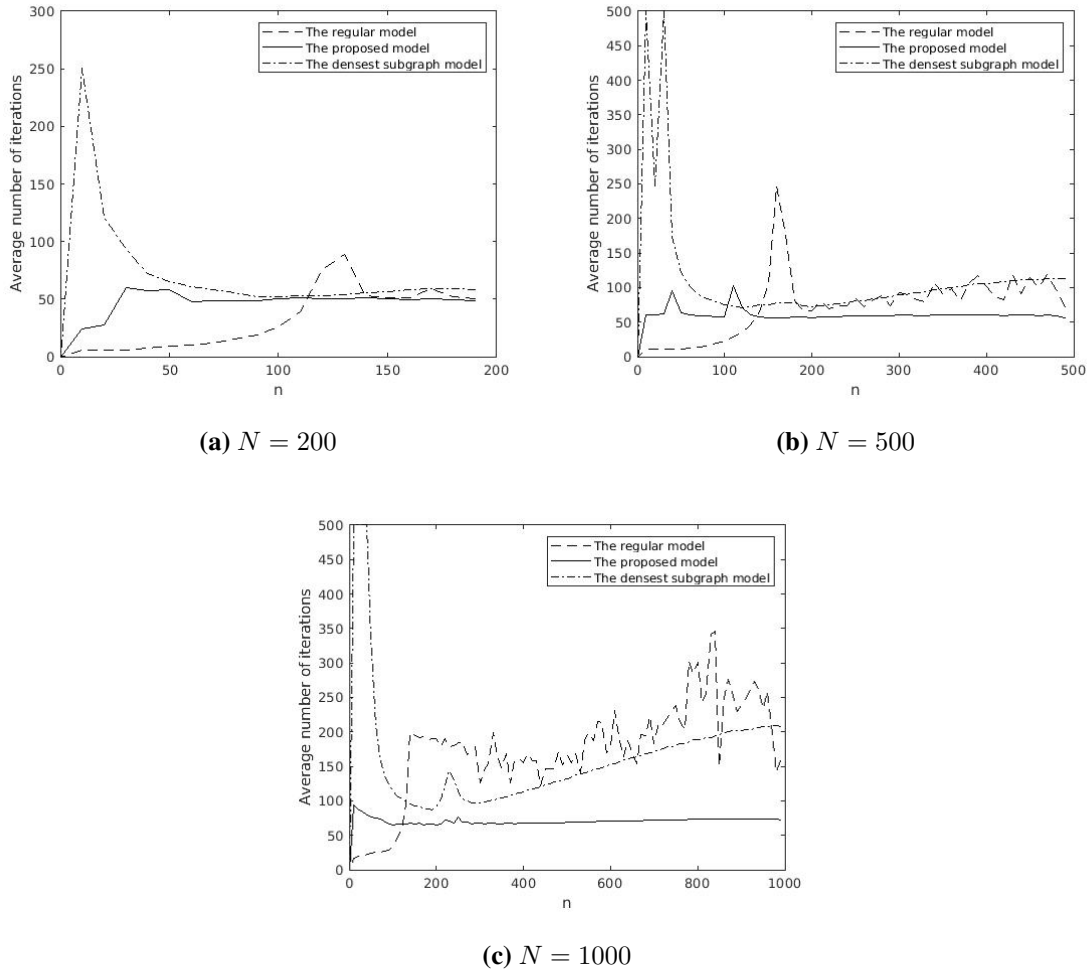 300
250
200
150
100
50
0
0 50 100 150 200
Average number of iterations
n
The regular model
The proposed model
The densest subgraph model
(a) N = 200
500
450
400
350
300
250
200
150
100
50
0
0 100 200 300 400 500
Average number of iterations
n
The regular model
The proposed model
The densest subgraph model
(b) N = 500
500
450
400
350
300
250
200
150
100
50
0
0 200 400 600 800 1000
Average number of iterations
n
The regular model
The proposed model
The densest subgraph model
(c) N = 1000